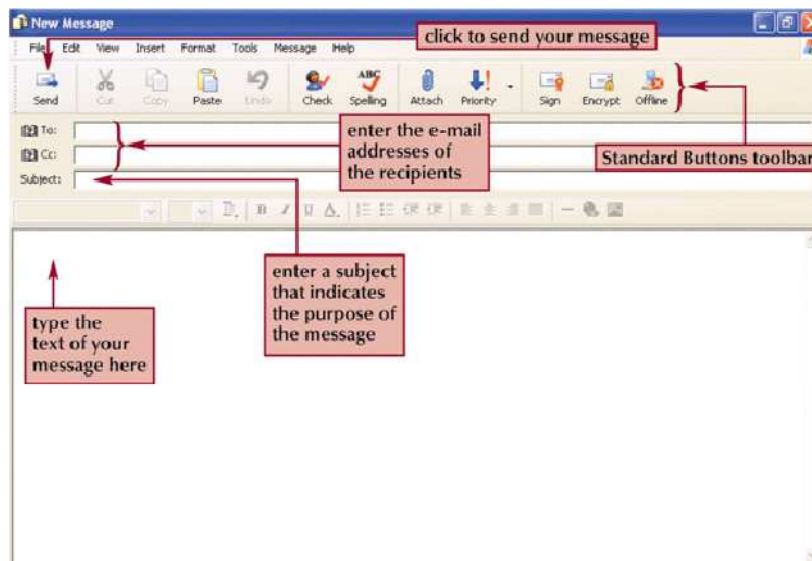 New Message
File Edit View Insert Format Tools Message Help
click to send your message
ABC
Send Cut Copy Paste Undo Check Spelling Attach Priority Sign Encrypt Offline
To:
enter the e-mail
addresses of
the recipients
Cc:
Standard Buttons toolbar
Subject:
B I U A
enter a subject
that indicates
the purpose of
the message
type the
text of your
message here